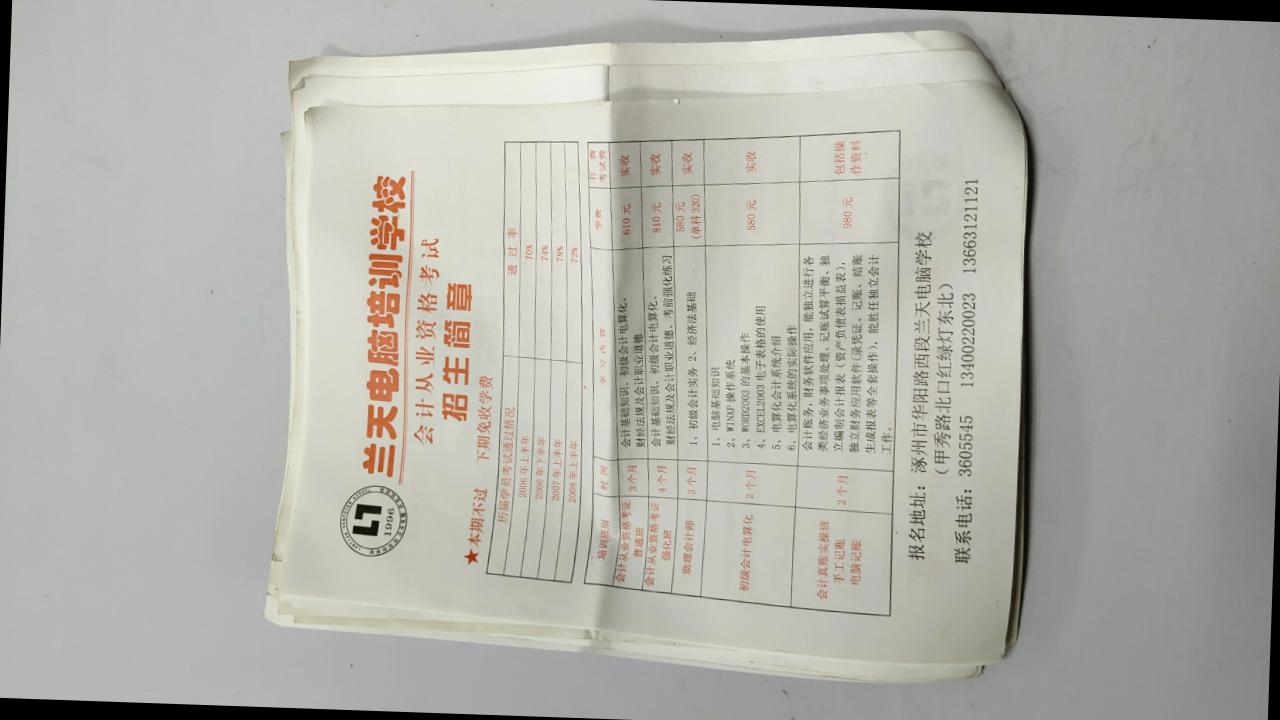 1996
兰天电脑培训学校
会计从业资格考试
招生简章
★本期不过 下期免收学费
历届学员考试通过情况 通过率
2006年上半年 70%
2006年下半年 74%
2007年上半年 78%
2008年上半年 72%
培训班别 时间 学习内容 学费 考试费
会计从业资格考证 普通班 3个月 会计基础知识、初级会计电算化、 610元 实收
财经法规及会计职业道德
会计从业资格考证 强化班 4个月 会计基础知识、初级会计电算化、 810元 实收
财经法规及会计职业道德、考前强化练习
助理会计师 3个月 1、初级会计实务 2、经济法基础 580元 (单科320) 实收
初级会计电算化 2个月 1、电脑基础知识 580元 实收
2、WINXP操作系统
3、WORD2003的基本操作
4、EXCEL2003电子表格的使用
5、电算化会计系统介绍
6、电算化系统的实际操作
会计真账实操班 手工记账 电脑记账 2个月 会计账务,财务软件应用,能独立进行各 980元 包括操作资料
类经济业务事项处理、记账试算平衡、独
立编制会计报表(资产负债表损益表),
独立财务应用软件(录凭证、记账、结账
生成报表等全套操作),能胜任独立会计
工作。
报名地址:涿州市华阳路西段兰天电脑学校
(甲秀路北口红绿灯东北)
联系电话:3605545 13400220023 13663121121